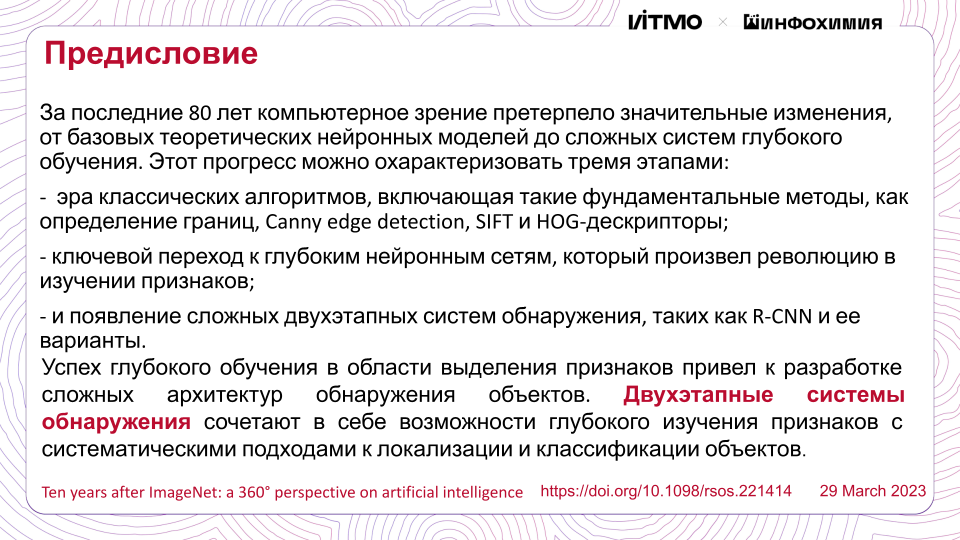 ИТМО × ИНФОХИМИЯ
Предисловие
За последние 80 лет компьютерное зрение претерпело значительные изменения,
от базовых теоретических нейронных моделей до сложных систем глубокого
обучения. Этот прогресс можно охарактеризовать тремя этапами:
- эра классических алгоритмов, включающая такие фундаментальные методы, как
определение границ, Canny edge detection, SIFT и HOG-дескрипторы;
- ключевой переход к глубоким нейронным сетям, который произвел революцию в
изучении признаков;
- и появление сложных двухэтапных систем обнаружения, таких как R-CNN и ее
варианты.
Успех глубокого обучения в области выделения признаков привел к разработке
сложных архитектур обнаружения объектов. Двухэтапные системы
обнаружения сочетают в себе возможности глубокого изучения признаков с
систематическими подходами к локализации и классификации объектов.
Ten years after ImageNet: a 360° perspective on artificial intelligence https://doi.org/10.1098/rsos.221414 29 March 2023